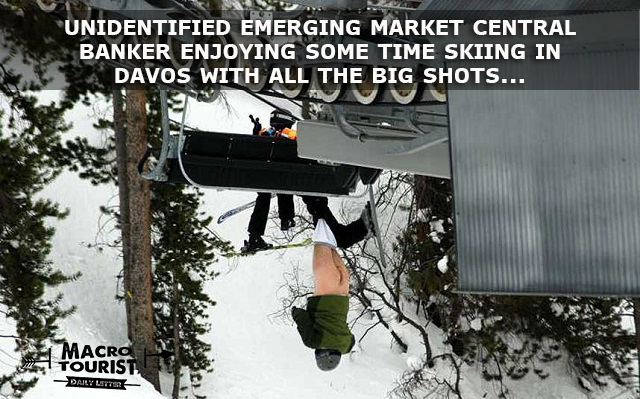 UNIDENTIFIED EMERGING MARKET CENTRAL
BANKER ENJOYING SOME TIME SKIING IN
DAVOS WITH ALL THE BIG SHOTS...
MACRO
TOURIST
DAILY LETTER